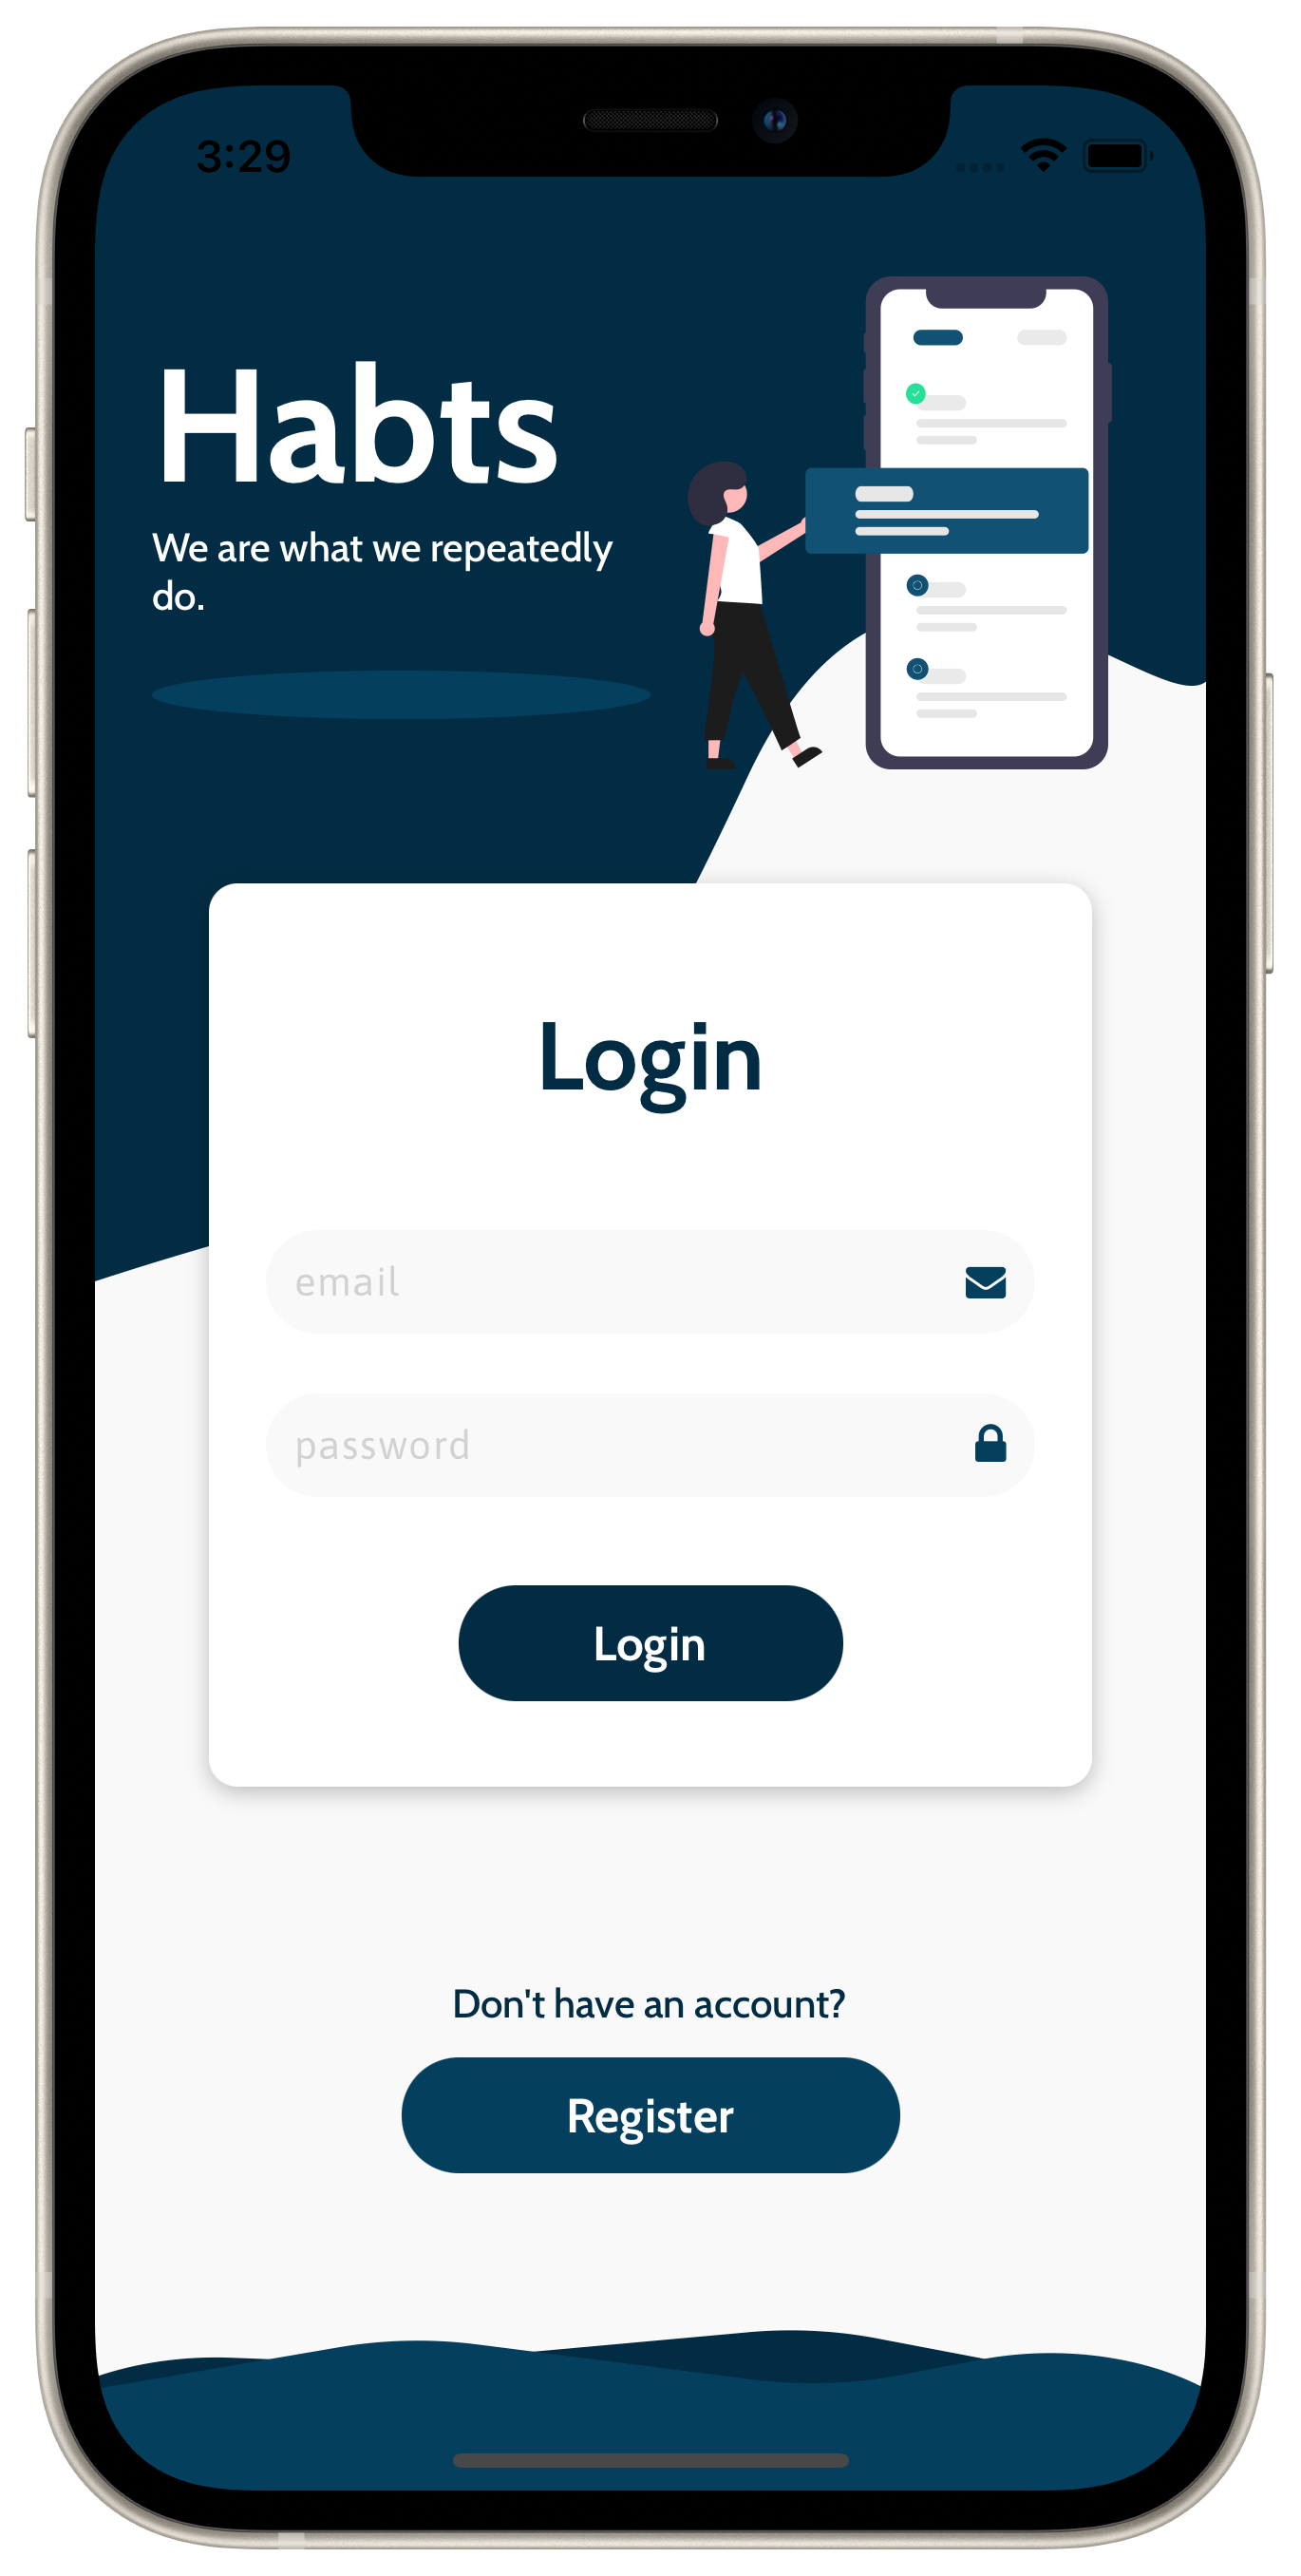 3:29
Habts
We are what we repeatedly
do.
Login
email
password
Login
Don't have an account?
Register